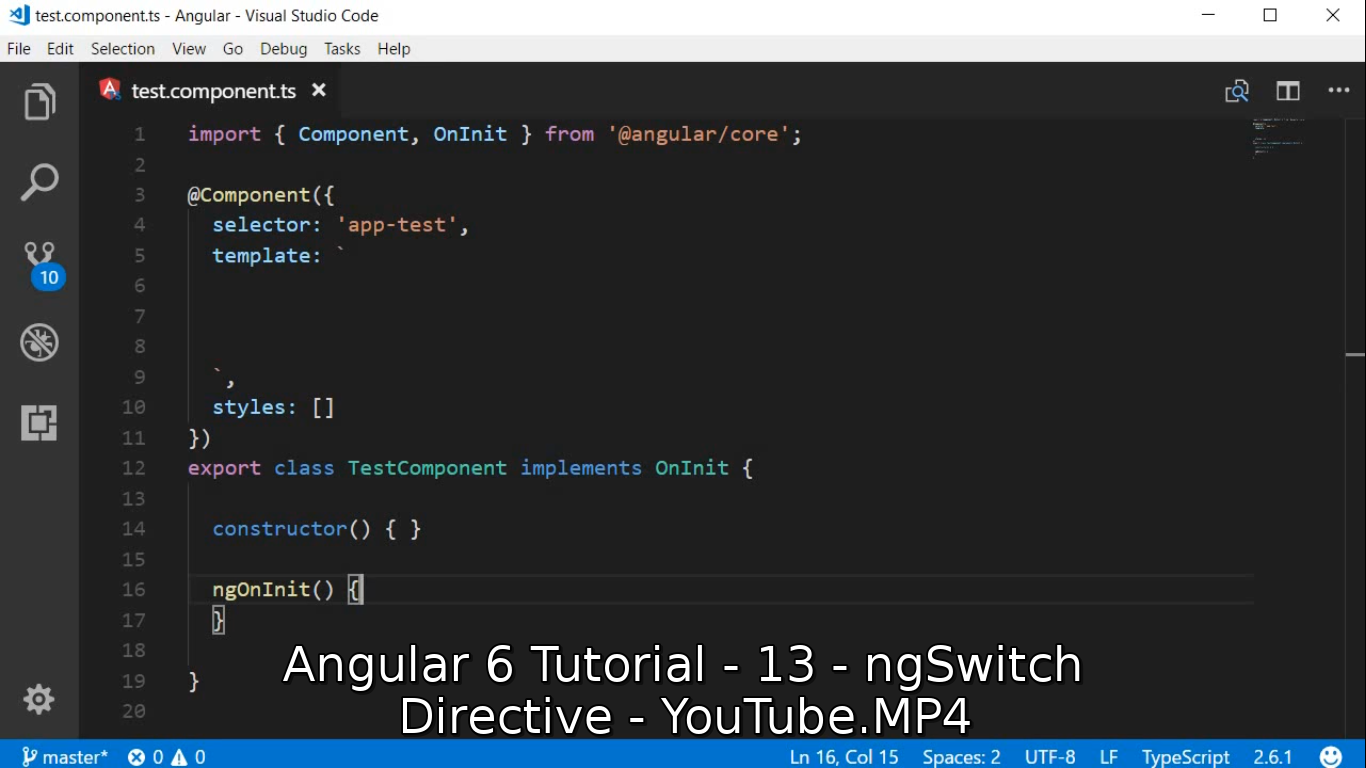 test.component.ts - Angular - Visual Studio Code
File Edit Selection View Go Debug Tasks Help
test.component.ts
1 import { Component, OnInit } from '@angular/core';
2
3 @Component({
4 selector: 'app-test',
5 template: `
6
7
8
9 `,
10 styles: []
11 })
12 export class TestComponent implements OnInit {
13
14 constructor() { }
15
16 ngOnInit() {
17 }
18
19 }
20
10
Angular 6 Tutorial - 13 - ngSwitch
Directive - YouTube.MP4
master* 0 0 Ln 16, Col 15 Spaces: 2 UTF-8 LF TypeScript 2.6.1